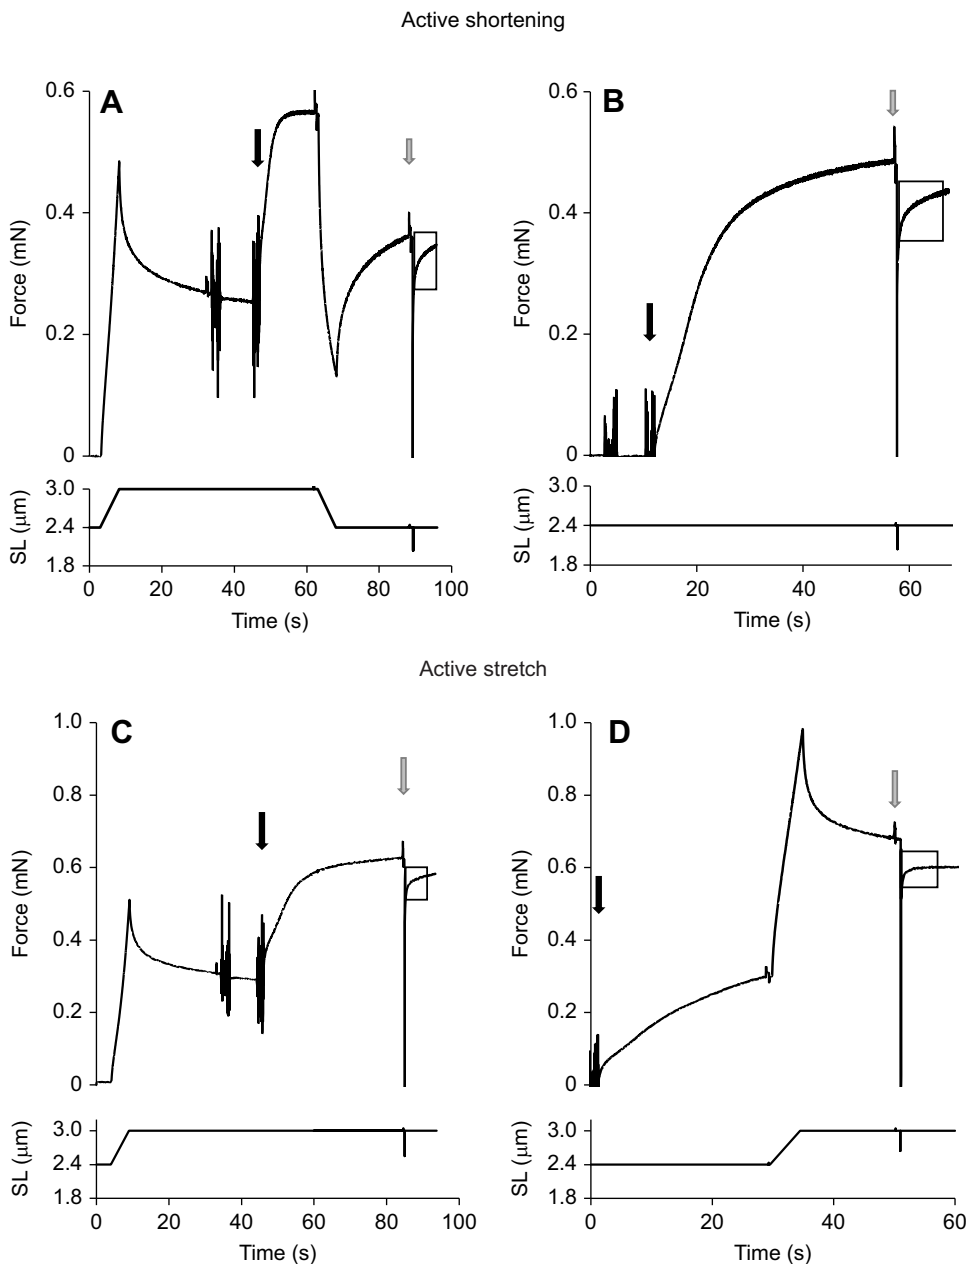 Active shortening
A
B
0.6
0.4
0.2
0
Force (mN)
0.6
0.4
0.2
0
Force (mN)
3.0
2.4
1.8
SL (μm)
3.0
2.4
1.8
SL (μm)
0 20 40 60 80 100
Time (s)
0 20 40 60
Time (s)
Active stretch
C
D
1.0
0.8
0.6
0.4
0.2
0
Force (mN)
1.0
0.8
0.6
0.4
0.2
0
Force (mN)
3.0
2.4
1.8
SL (μm)
3.0
2.4
1.8
SL (μm)
0 20 40 60 80 100
Time (s)
0 20 40 60
Time (s)